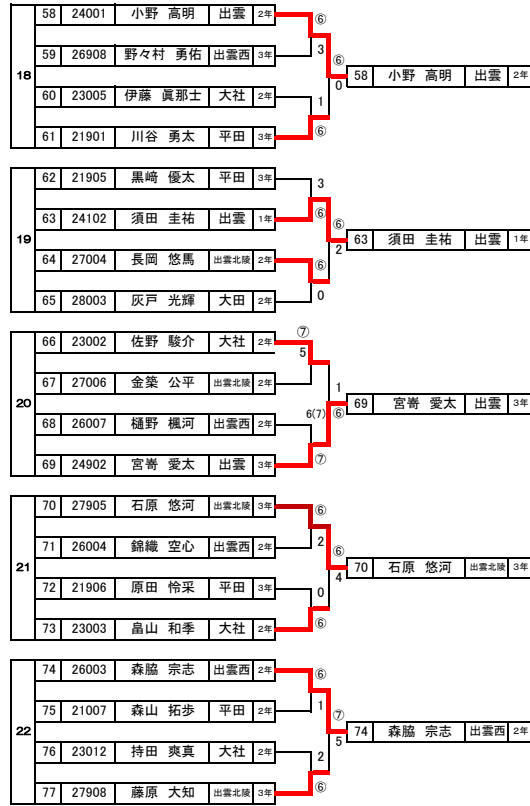 58 24001 小野 高明 出雲 2年 ⑥
59 26908 野々村 勇佑 出雲西 3年 3
18 ⑥ 0 58 小野 高明 出雲 2年
60 23005 伊藤 眞那士 大社 2年 1
61 21901 川谷 勇太 平田 3年 ⑥
62 21905 黒﨑 優太 平田 3年 3
63 24102 須田 圭祐 出雲 1年 ⑥
19 ⑥ 2 63 須田 圭祐 出雲 1年
64 27004 長岡 悠馬 出雲北陵 2年 ⑥
65 28003 灰戸 光輝 大田 2年 0
66 23002 佐野 駿介 大社 2年 ⑦
67 27006 金築 公平 出雲北陵 2年 5
20 1 ⑥ 69 宮嵜 愛太 出雲 3年
68 26007 樋野 楓河 出雲西 2年 6(7)
69 24902 宮嵜 愛太 出雲 3年 ⑦
70 27905 石原 悠河 出雲北陵 3年 ⑥
71 26004 錦織 空心 出雲西 2年 2
21 ⑥ 4 70 石原 悠河 出雲北陵 3年
72 21906 原田 怜采 平田 3年 0
73 23003 畠山 和季 大社 2年 ⑥
74 26003 森脇 宗志 出雲西 2年 ⑥
75 21007 森山 拓歩 平田 2年 1
22 ⑦ 5 74 森脇 宗志 出雲西 2年
76 23012 持田 爽真 大社 2年 2
77 27908 藤原 大知 出雲北陵 3年 ⑥